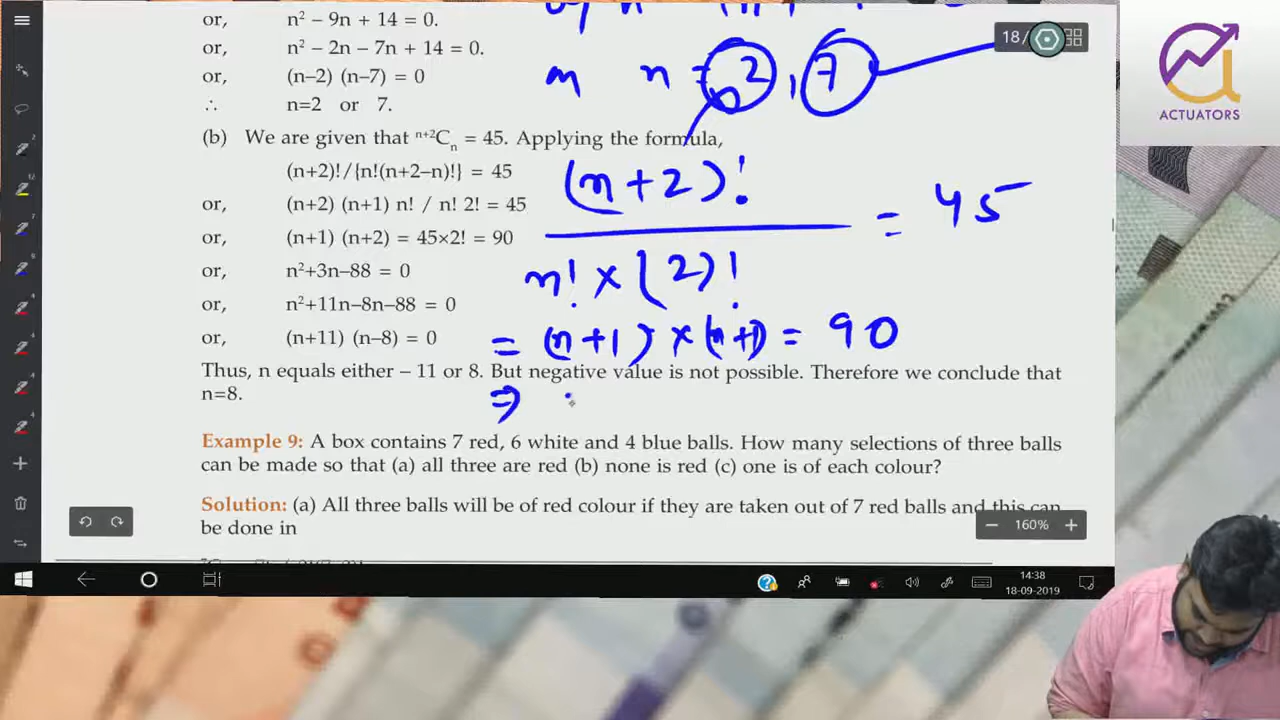 or, n² – 9n + 14 = 0.
or, n² – 2n – 7n + 14 = 0.
or, (n–2) (n–7) = 0
∴ n=2 or 7.
n = 2, 7
18/
ACTUATORS
(b) We are given that ⁿ⁺²Cₙ = 45. Applying the formula,
(n+2)!/{n!(n+2–n)!} = 45
or, (n+2) (n+1) n! / n! 2! = 45
or, (n+1) (n+2) = 45×2! = 90
or, n²+3n–88 = 0
or, n²+11n–8n–88 = 0
or, (n+11) (n–8) = 0
(n+2)!
= 45
n! × (2)!
= (n+1) × (n+1) = 90
⇒
Thus, n equals either – 11 or 8. But negative value is not possible. Therefore we conclude that
n=8.
Example 9: A box contains 7 red, 6 white and 4 blue balls. How many selections of three balls
can be made so that (a) all three are red (b) none is red (c) one is of each colour?
Solution: (a) All three balls will be of red colour if they are taken out of 7 red balls and this can
be done in
160%
14:38
18-09-2019